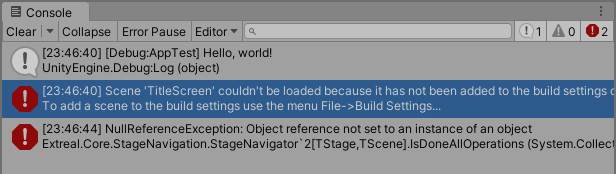 Console
Clear Collapse Error Pause Editor 1 0 2
[23:46:40] [Debug:AppTest] Hello, world!
UnityEngine.Debug:Log (object)
[23:46:40] Scene 'TitleScreen' couldn't be loaded because it has not been added to the build settings
To add a scene to the build settings use the menu File->Build Settings...
[23:46:44] NullReferenceException: Object reference not set to an instance of an object
Extreal.Core.StageNavigation.StageNavigator`2[TStage,TScene].IsDoneAllOperations (System.Collect